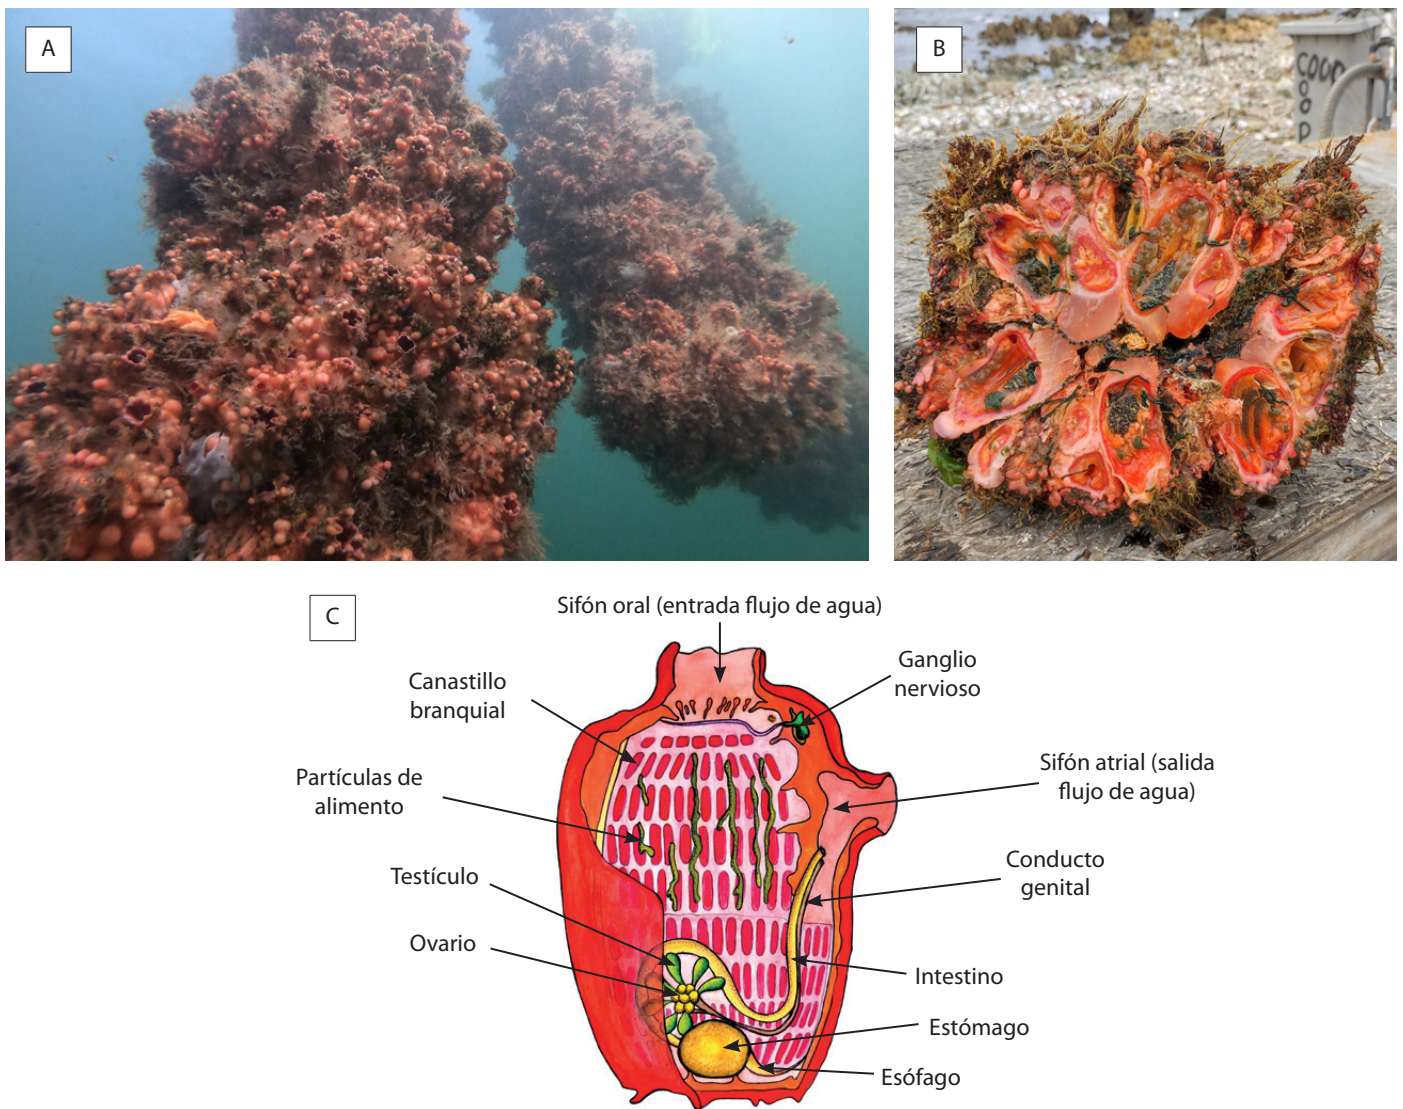 A
B
COOP
O
O
P
C
Sifón oral (entrada flujo de agua)
Ganglio
nervioso
Canastillo
branquial
Sifón atrial (salida
flujo de agua)
Partículas de
alimento
Conducto
genital
Testículo
Ovario
Intestino
Estómago
Esófago